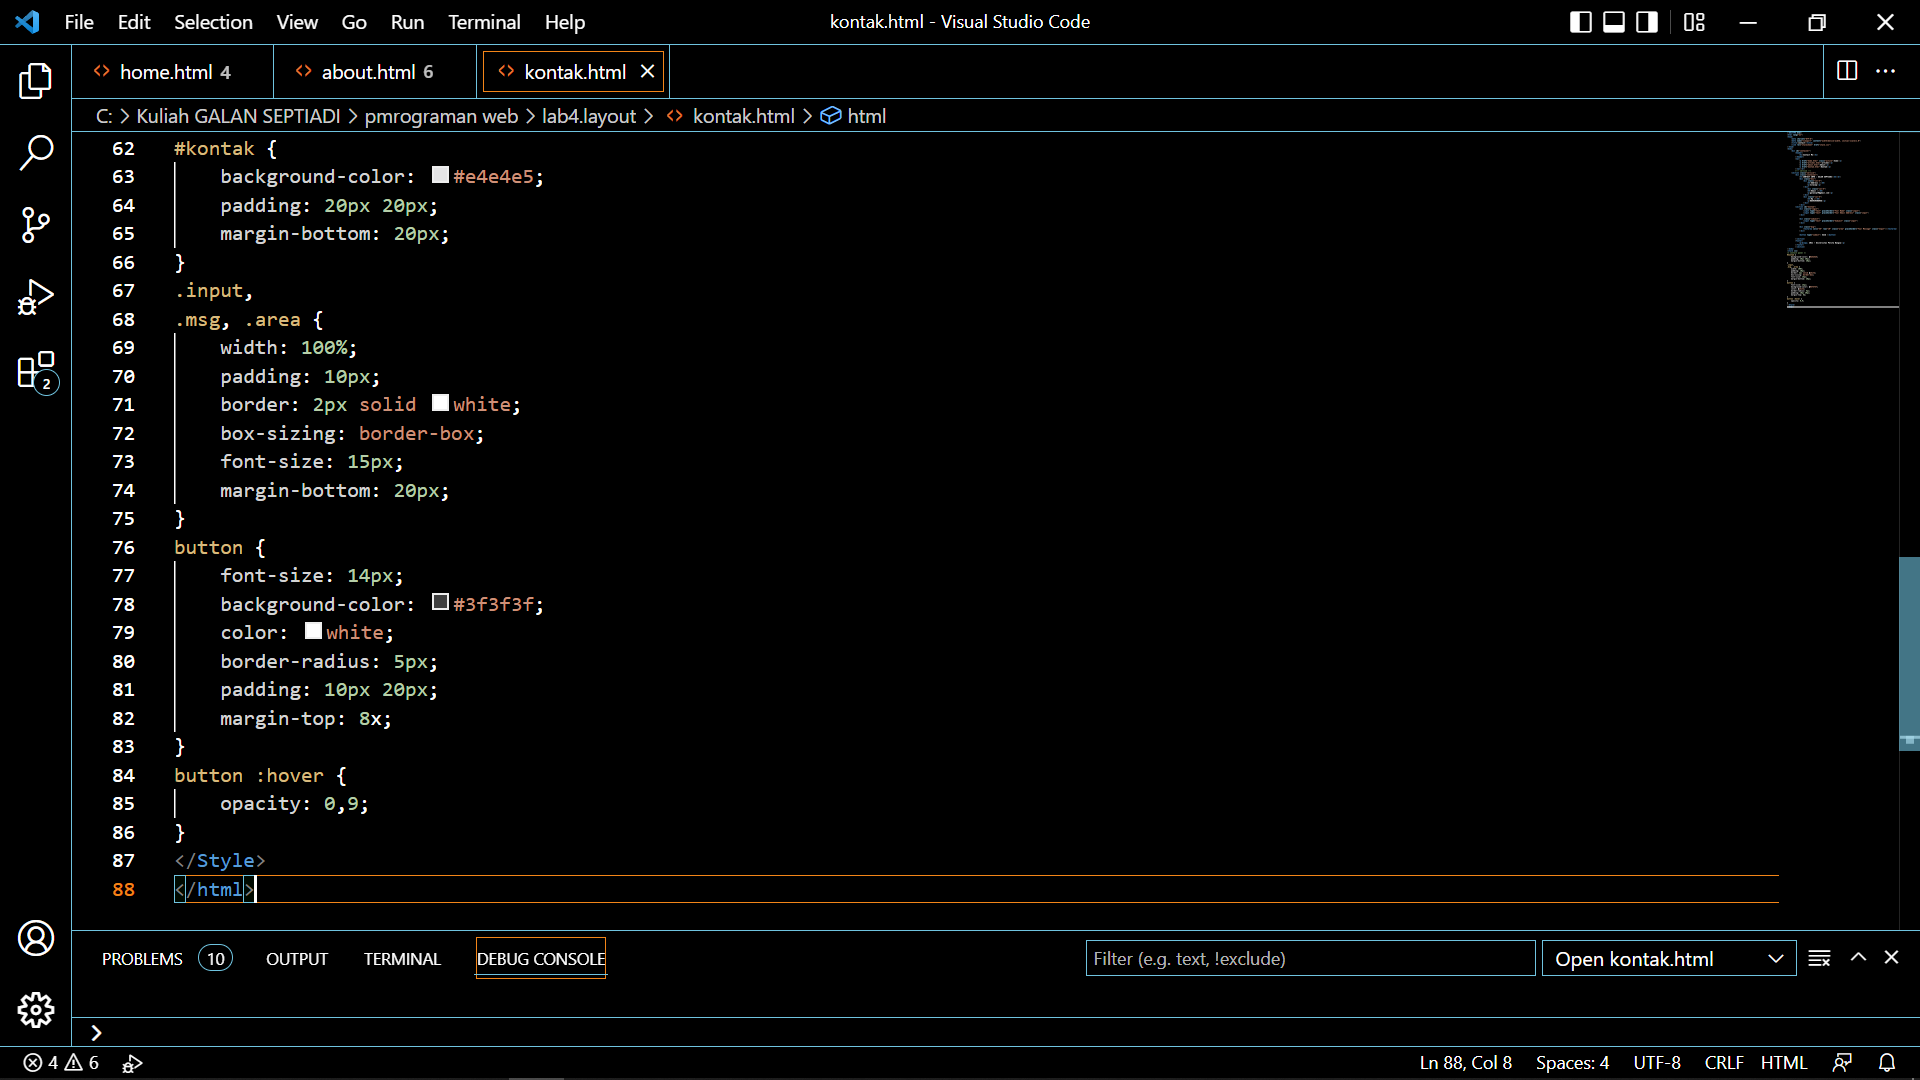 File Edit Selection View Go Run Terminal Help kontak.html - Visual Studio Code
home.html 4 about.html 6 kontak.html
C: > Kuliah GALAN SEPTIADI > pmrograman web > lab4.layout > kontak.html > html
62 #kontak {
63 background-color: #e4e4e5;
64 padding: 20px 20px;
65 margin-bottom: 20px;
66 }
67 .input,
68 .msg, .area {
69 width: 100%;
70 padding: 10px;
71 border: 2px solid white;
72 box-sizing: border-box;
73 font-size: 15px;
74 margin-bottom: 20px;
75 }
76 button {
77 font-size: 14px;
78 background-color: #3f3f3f;
79 color: white;
80 border-radius: 5px;
81 padding: 10px 20px;
82 margin-top: 8x;
83 }
84 button :hover {
85 opacity: 0,9;
86 }
87 </Style>
88 </html>
2
PROBLEMS 10 OUTPUT TERMINAL DEBUG CONSOLE Filter (e.g. text, !exclude) Open kontak.html
4 6 Ln 88, Col 8 Spaces: 4 UTF-8 CRLF HTML